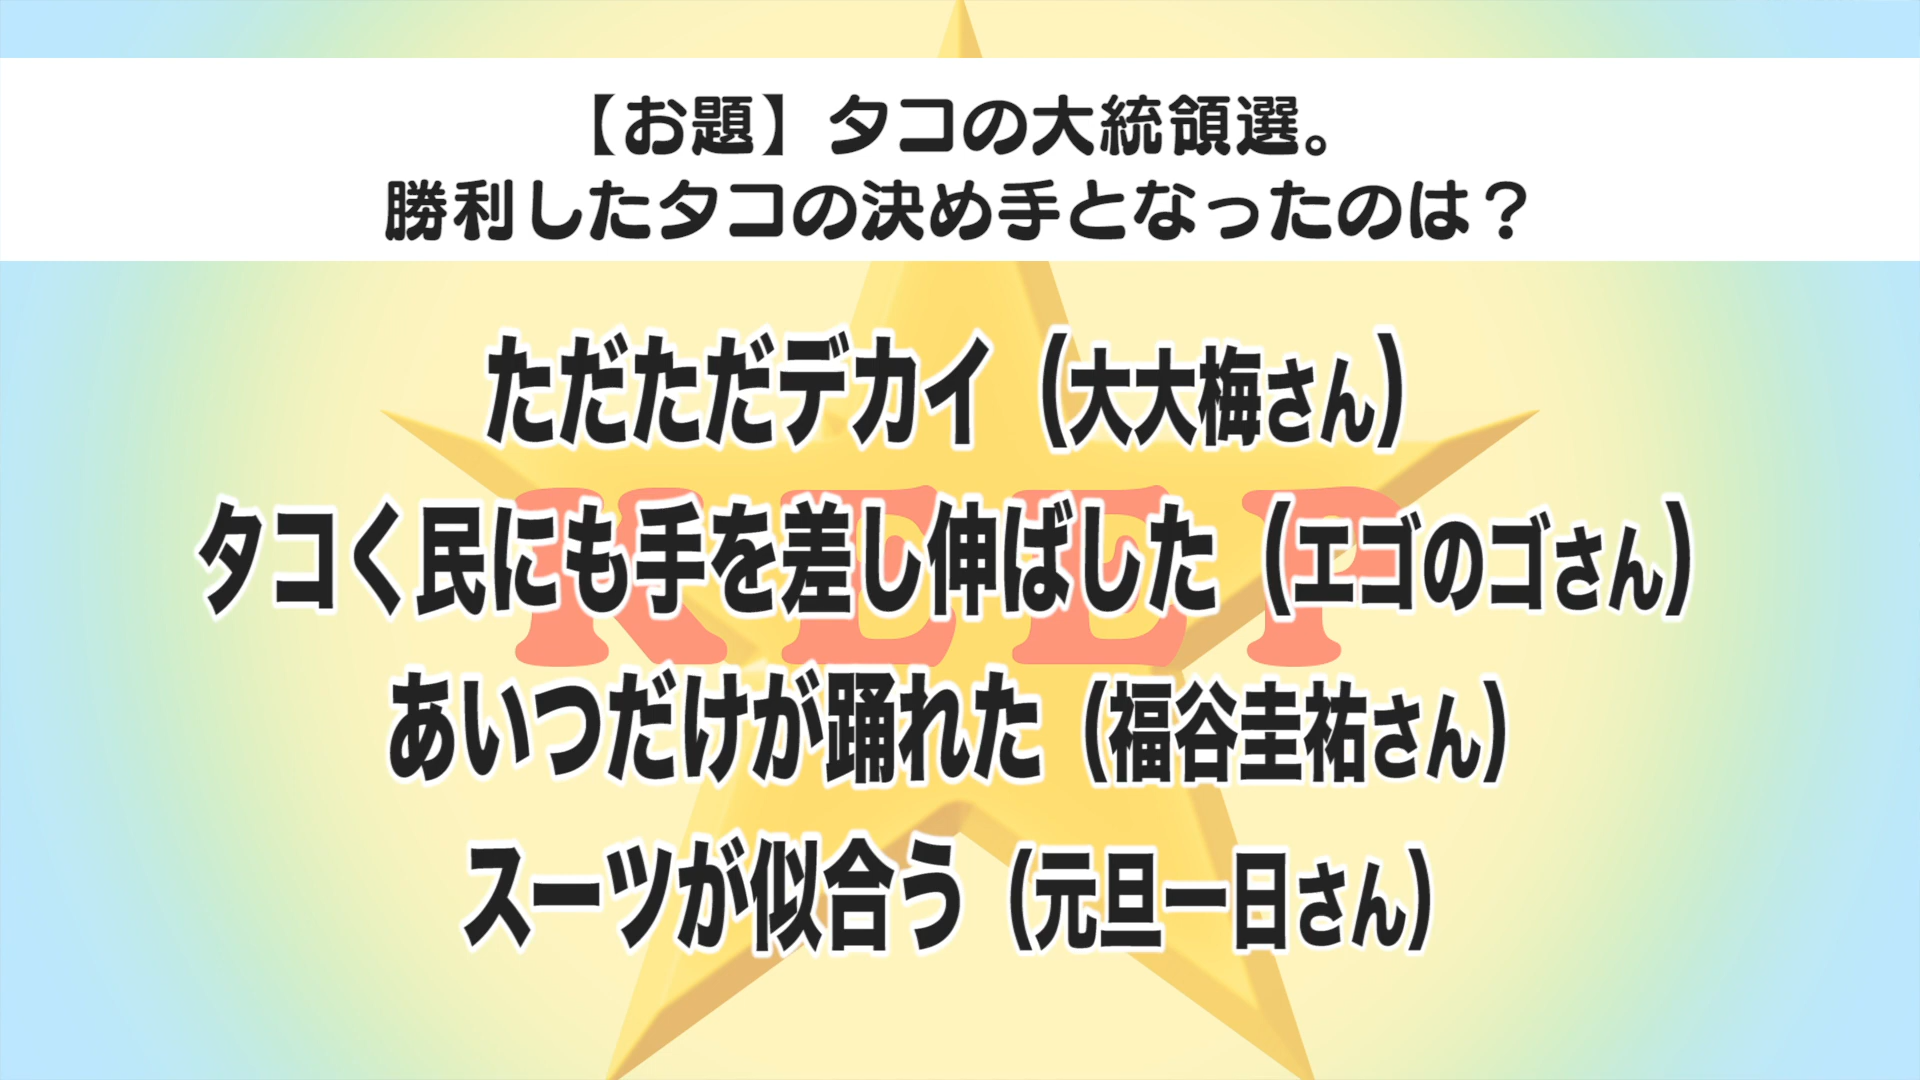 【お題】タコの大統領選。
勝利したタコの決め手となったのは？
ただただデカイ（大大梅さん）
タコく民にも手を差し伸ばした（エゴのゴさん）
あいつだけが踊れた（福谷圭祐さん）
スーツが似合う（元旦一日さん）
KEEP